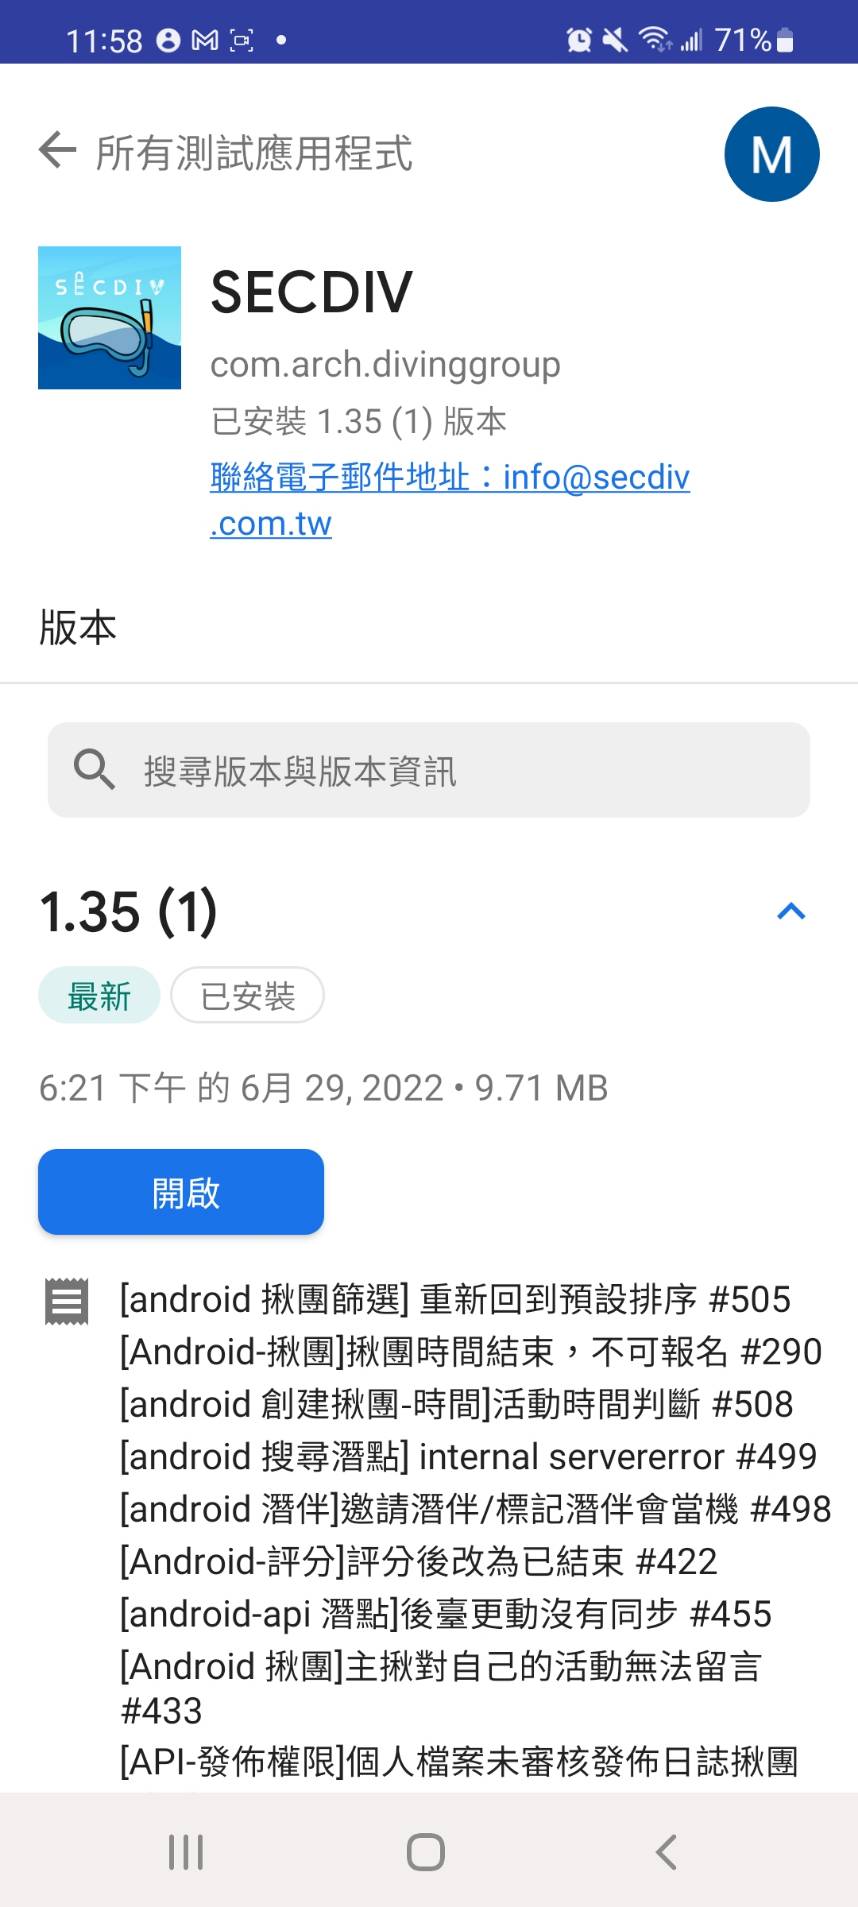 11:58
71%
所有測試應用程式
M
SECDIV
SECDIV
com.arch.divinggroup
已安裝 1.35 (1) 版本
聯絡電子郵件地址：info@secdiv
.com.tw
版本
搜尋版本與版本資訊
1.35 (1)
最新
已安裝
6:21 下午 的 6月 29, 2022 • 9.71 MB
開啟
[android 揪團篩選] 重新回到預設排序 #505
[Android-揪團]揪團時間結束，不可報名 #290
[android 創建揪團-時間]活動時間判斷 #508
[android 搜尋潛點] internal servererror #499
[android 潛伴]邀請潛伴/標記潛伴會當機 #498
[Android-評分]評分後改為已結束 #422
[android-api 潛點]後臺更動沒有同步 #455
[Android 揪團]主揪對自己的活動無法留言
#433
[API-發佈權限]個人檔案未審核發佈日誌揪團